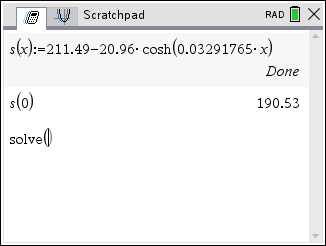 Scratchpad RAD
s(x):=211.49−20.96· cosh(0.03291765· x)
Done
s(0) 190.53
solve()